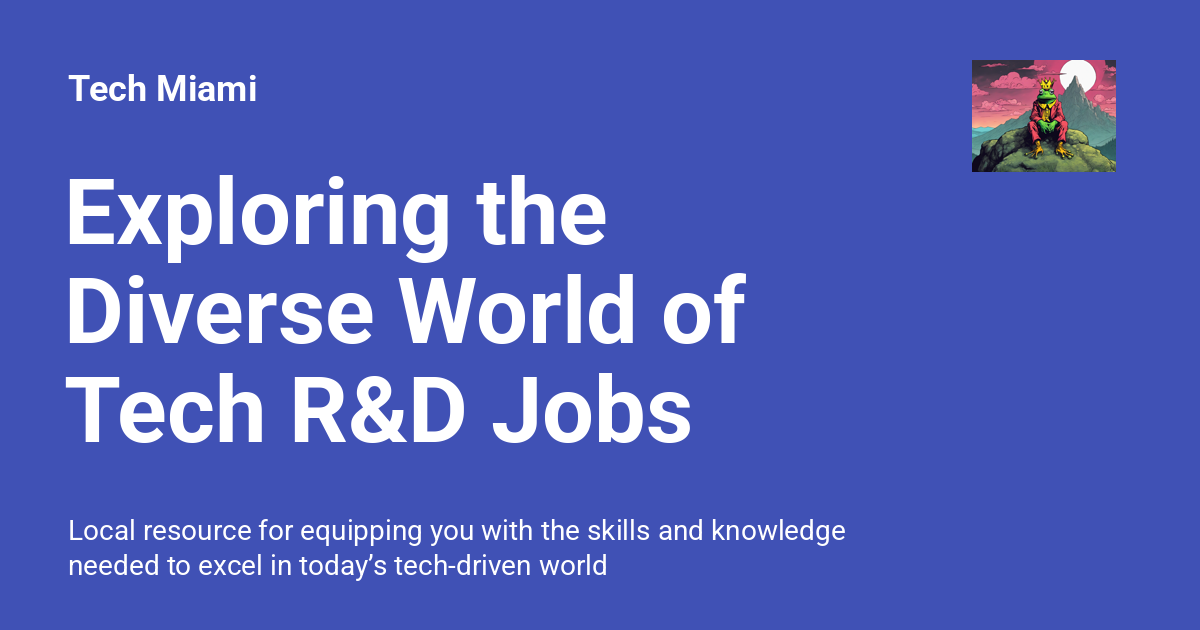 Tech Miami
Exploring the
Diverse World of
Tech R&D Jobs
Local resource for equipping you with the skills and knowledge
needed to excel in today’s tech-driven world